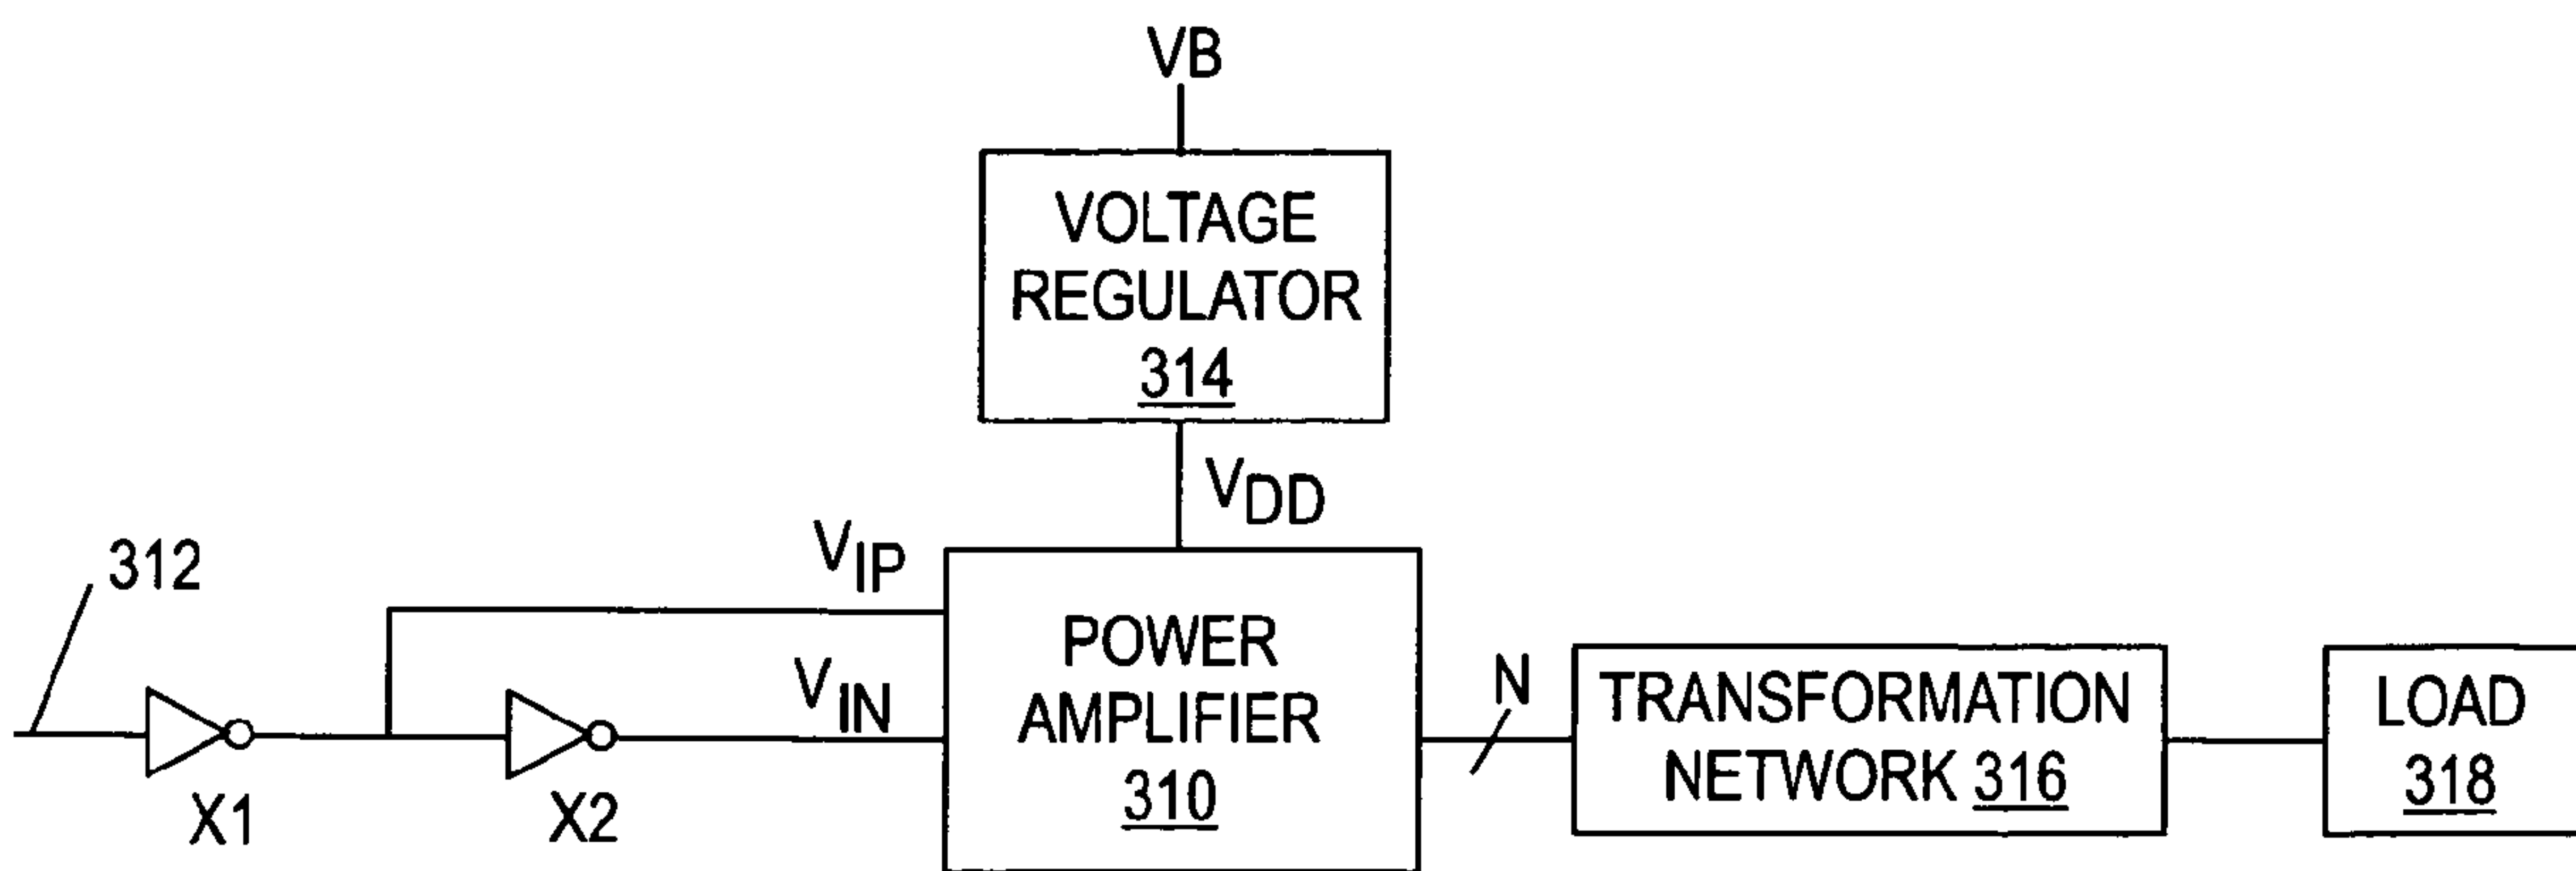 VB
VOLTAGE
REGULATOR
314
VDD
312
VIP
VIN
X1
X2
POWER
AMPLIFIER
310
N
TRANSFORMATION
NETWORK 316
LOAD
318